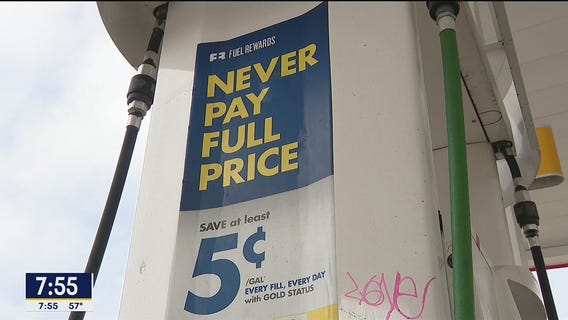 FR FUEL REWARDS
NEVER
PAY
FULL
PRICE
SAVE at least
5¢
/GAL*
EVERY FILL, EVERY DAY
with GOLD STATUS
7:55
7:55 57°